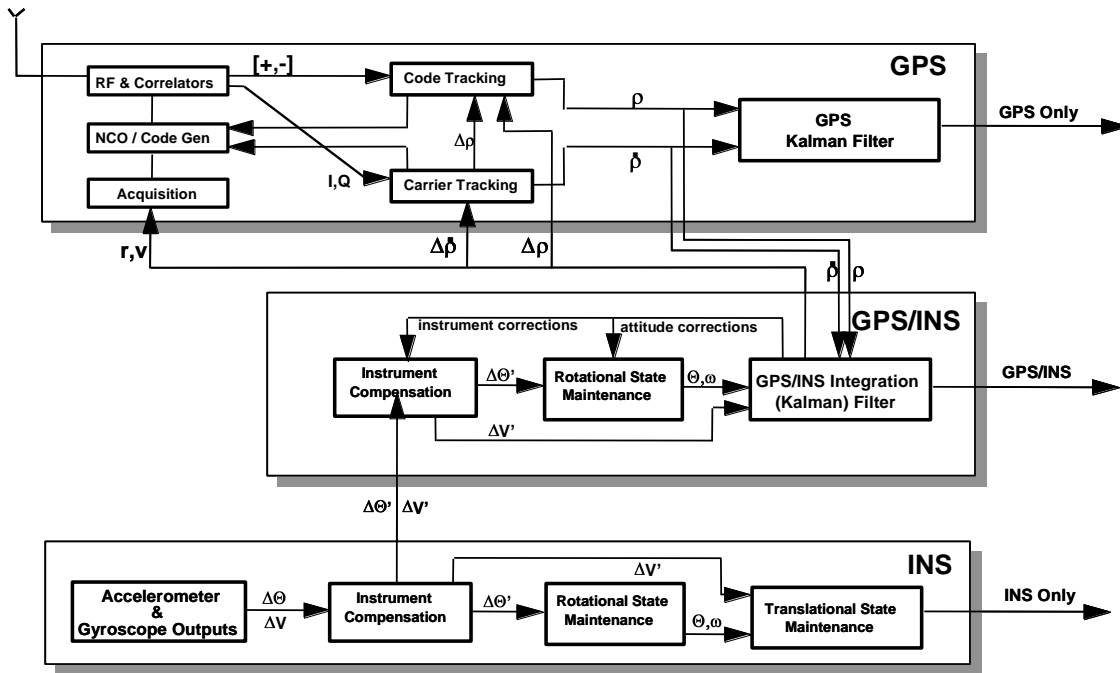 GPS
RF & Correlators
[+,-]
Code Tracking
ρ
GPS
Kalman Filter
GPS Only
NCO / Code Gen
Δρ
ρ̇
Acquisition
I,Q
Carrier Tracking
r,v
Δρ̇
Δρ
ρ̇
ρ
GPS/INS
instrument corrections
attitude corrections
Instrument
Compensation
ΔΘ'
Rotational State
Maintenance
Θ,ω
GPS/INS Integration
(Kalman) Filter
GPS/INS
ΔV'
ΔΘ'
ΔV'
INS
Accelerometer
&
Gyroscope Outputs
ΔΘ
ΔV
Instrument
Compensation
ΔΘ'
ΔV'
Rotational State
Maintenance
Θ,ω
Translational State
Maintenance
INS Only